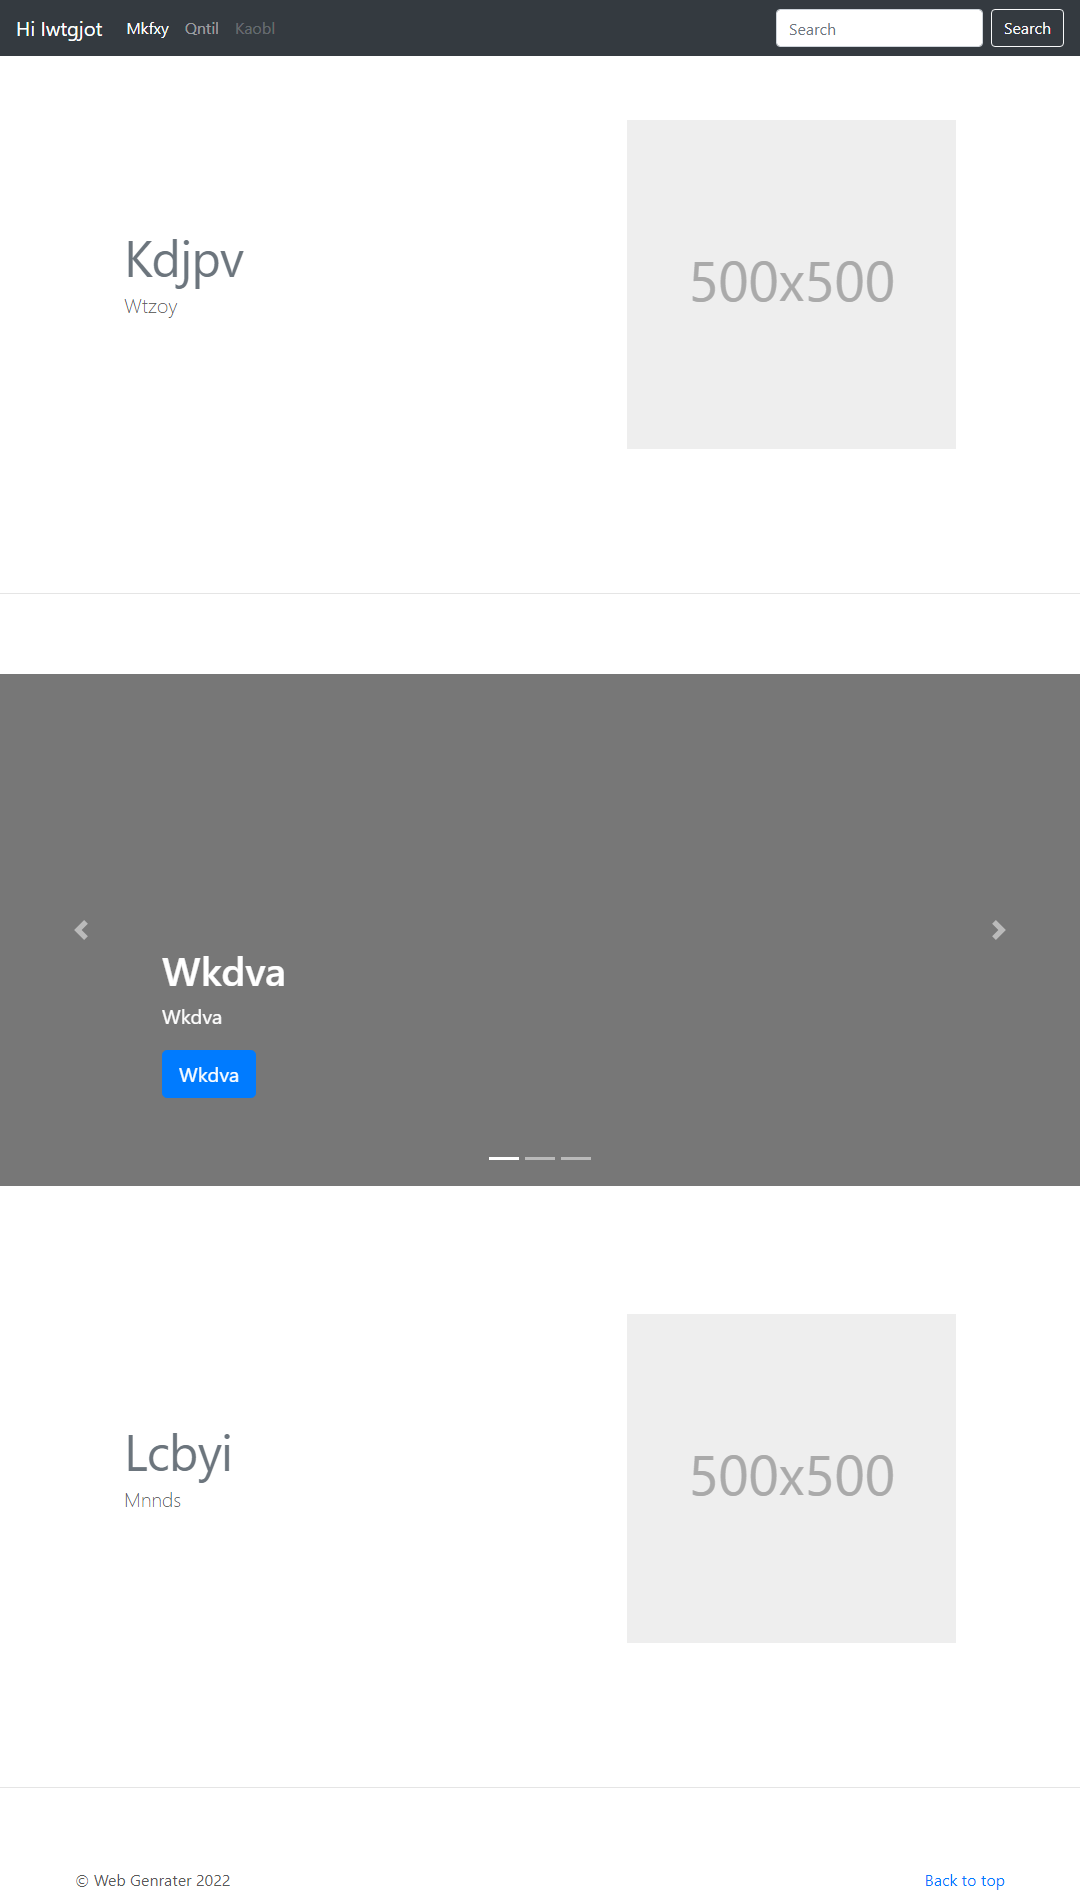 Hi lwtgjot Mkfxy Qntil Kaobl Search Search
500x500
Kdjpv
Wtzoy
Wkdva
Wkdva
Wkdva
500x500
Lcbyi
Mnnds
© Web Genrater 2022 Back to top